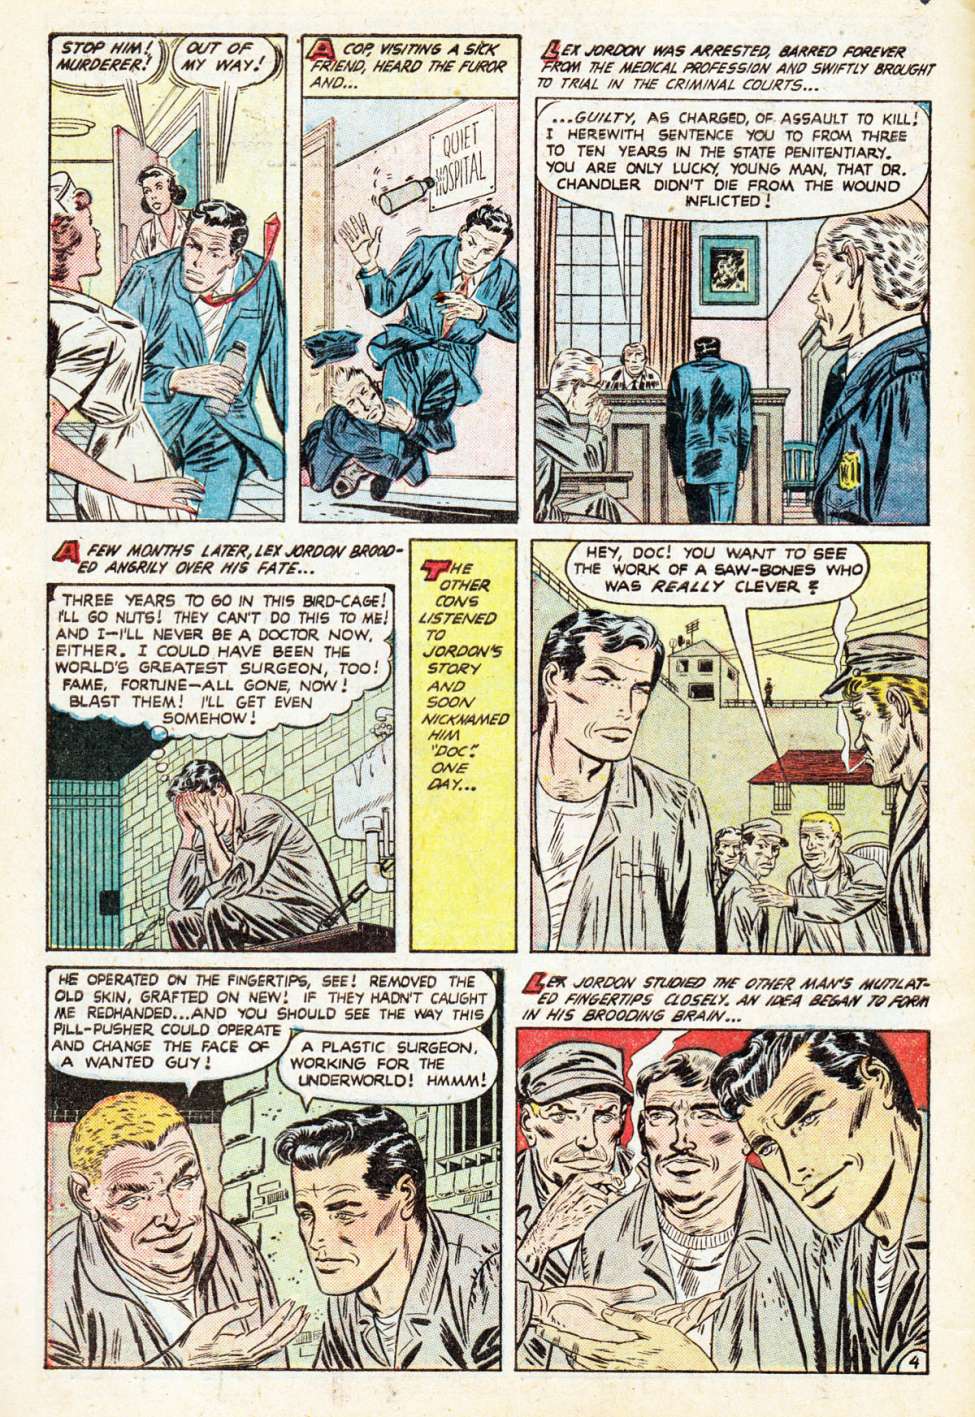 STOP HIM!
MURDERER!
OUT OF
MY WAY!
A COP, VISITING A SICK
FRIEND, HEARD THE FUROR
AND...
QUIET
HOSPITAL
LEX JORDON WAS ARRESTED, BARRED FOREVER
FROM THE MEDICAL PROFESSION AND SWIFTLY BROUGHT
TO TRIAL IN THE CRIMINAL COURTS...
...GUILTY, AS CHARGED, OF ASSAULT TO KILL!
I HEREWITH SENTENCE YOU TO FROM THREE
TO TEN YEARS IN THE STATE PENITENTIARY.
YOU ARE ONLY LUCKY, YOUNG MAN, THAT DR.
CHANDLER DIDN'T DIE FROM THE WOUND
INFLICTED!
A FEW MONTHS LATER, LEX JORDON BROOD-
ED ANGRILY OVER HIS FATE...
THREE YEARS TO GO IN THIS BIRD-CAGE!
I'LL GO NUTS! THEY CAN'T DO THIS TO ME!
AND I--I'LL NEVER BE A DOCTOR NOW,
EITHER. I COULD HAVE BEEN THE
WORLD'S GREATEST SURGEON, TOO!
FAME, FORTUNE--ALL GONE, NOW!
BLAST THEM! I'LL GET EVEN
SOMEHOW!
THE
OTHER
CONS
LISTENED
TO
JORDON'S
STORY
AND
SOON
NICKNAMED
HIM
"DOC."
ONE
DAY...
HEY, DOC! YOU WANT TO SEE
THE WORK OF A SAW-BONES WHO
WAS REALLY CLEVER?
HE OPERATED ON THE FINGERTIPS, SEE! REMOVED THE
OLD SKIN, GRAFTED ON NEW! IF THEY HADN'T CAUGHT
ME REDHANDED...AND YOU SHOULD SEE THE WAY THIS
PILL-PUSHER COULD OPERATE
AND CHANGE THE FACE OF
A WANTED GUY!
A PLASTIC SURGEON,
WORKING FOR THE
UNDERWORLD! HMMM!
LEX JORDON STUDIED THE OTHER MAN'S MUTILAT-
ED FINGERTIPS CLOSELY. AN IDEA BEGAN TO FORM
IN HIS BROODING BRAIN...
4